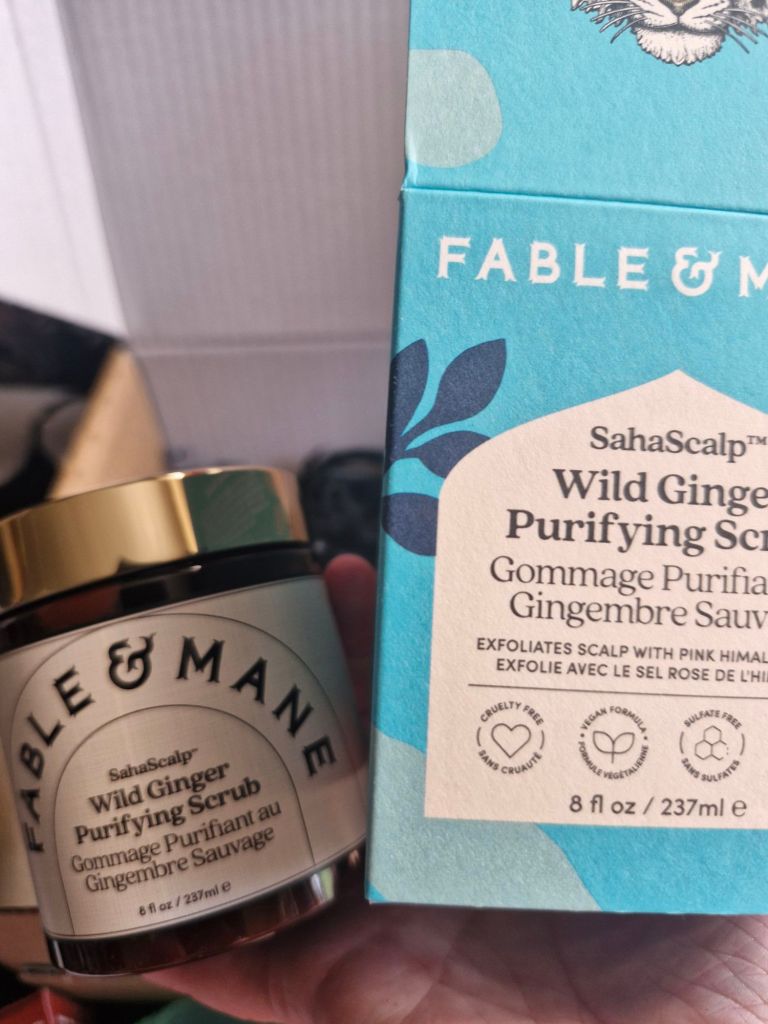 FABLE & M
SahaScalp™
Wild Ginge
Purifying Scr
Gommage Purifia
Gingembre Sauv
EXFOLIATES SCALP WITH PINK HIMAL
EXFOLIE AVEC LE SEL ROSE DE L'HI
CRUELTY FREE
SANS CRUAUTÉ
VEGAN FORMULA
FORMULE VÉGÉTALIENNE
SULFATE FREE
SANS SULFATES
8 fl oz / 237ml ℮
FABLE & MANE
SahaScalp™
Wild Ginger
Purifying Scrub
Gommage Purifiant au
Gingembre Sauvage
8 fl oz / 237ml ℮